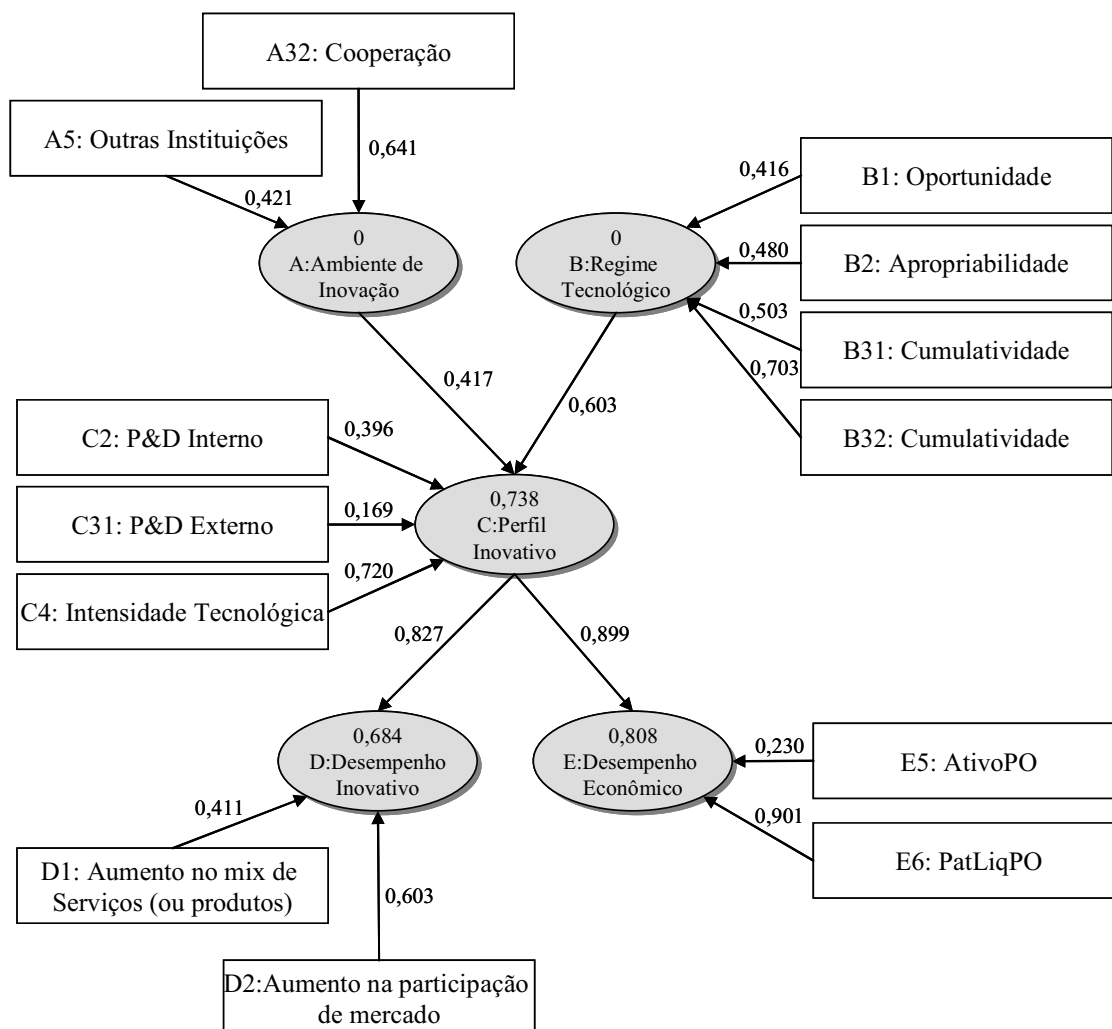 A32: Cooperação
A5: Outras Instituições
0,641
0,421
B1: Oportunidade
0,416
0
A:Ambiente de
Inovação
0
B:Regime
Tecnológico
0,480
B2: Apropriabilidade
0,503
B31: Cumulatividade
0,703
B32: Cumulatividade
0,417
0,603
C2: P&D Interno
0,396
C31: P&D Externo
0,169
C4: Intensidade Tecnológica
0,720
0,738
C:Perfil
Inovativo
0,827
0,899
0,684
D:Desempenho
Inovativo
0,808
E:Desempenho
Econômico
0,230
E5: AtivoPO
0,901
E6: PatLiqPO
0,411
D1: Aumento no mix de
Serviços (ou produtos)
0,603
D2:Aumento na participação
de mercado